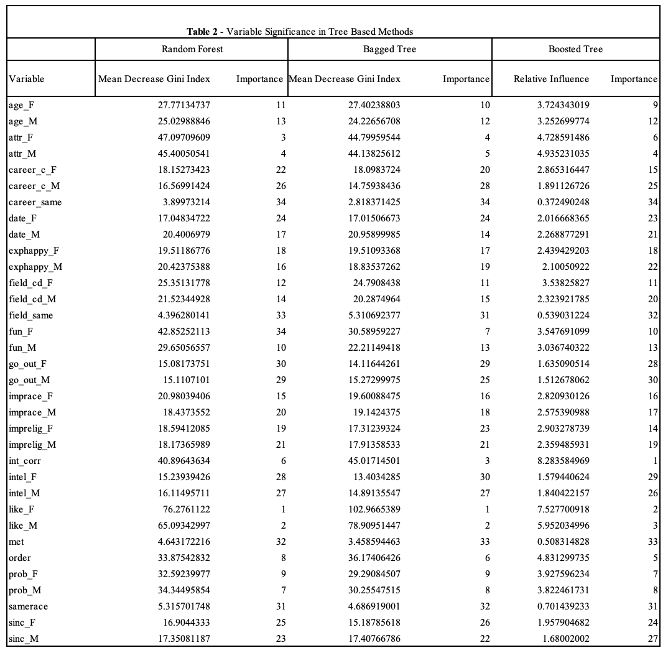 Table 2 - Variable Significance in Tree Based Methods
Random Forest Bagged Tree Boosted Tree
Variable Mean Decrease Gini Index Importance Mean Decrease Gini Index Importance Relative Influence Importance
age_F 27.77134737 11 27.40238803 10 3.724343019 9
age_M 25.02988846 13 24.22656708 12 3.252699774 12
attr_F 47.09709609 3 44.79959544 4 4.728591486 6
attr_M 45.40050541 4 44.13825612 5 4.935231035 4
career_c_F 18.15273423 22 18.0983724 20 2.865316447 15
career_c_M 16.56991424 26 14.75938436 28 1.891126726 25
career_same 3.89973214 34 2.818371425 34 0.372490248 34
date_F 17.04834722 24 17.01506673 24 2.016668365 23
date_M 20.4006979 17 20.95899985 14 2.268877291 21
exphappy_F 19.51186776 18 19.51093368 17 2.439429203 18
exphappy_M 20.42375388 16 18.83537262 19 2.10050922 22
field_cd_F 25.35131778 12 24.7908438 11 3.53825827 11
field_cd_M 21.52344928 14 20.2874964 15 2.323921785 20
field_same 4.396280141 33 5.310692377 31 0.539031224 32
fun_F 42.85252113 34 30.58959227 7 3.547691099 10
fun_M 29.65056557 10 22.21149418 13 3.036740322 13
go_out_F 15.08173751 30 14.11644261 29 1.635090514 28
go_out_M 15.1107101 29 15.27299975 25 1.512678062 30
imprace_F 20.98039406 15 19.60088475 16 2.820930126 16
imprace_M 18.4373552 20 19.1424375 18 2.575390988 17
imprelig_F 18.59412085 19 17.31239324 23 2.903278739 14
imprelig_M 18.17365989 21 17.91358533 21 2.359485931 19
int_corr 40.89643634 6 45.01714501 3 8.283584969 1
intel_F 15.23939426 28 13.4034285 30 1.579440624 29
intel_M 16.11495711 27 14.89135547 27 1.840422157 26
like_F 76.2761122 1 102.9665389 1 7.527700918 2
like_M 65.09342997 2 78.90951447 2 5.952034996 3
met 4.643172216 32 3.458594463 33 0.508314828 33
order 33.87542832 8 36.17406426 6 4.831299735 5
prob_F 32.59239977 9 29.29084507 9 3.927596234 7
prob_M 34.34495854 7 30.25547515 8 3.822461731 8
samerace 5.315701748 31 4.686919001 32 0.701439233 31
sinc_F 16.9044333 25 15.18785618 26 1.957904682 24
sinc_M 17.35081187 23 17.40766786 22 1.68002002 27